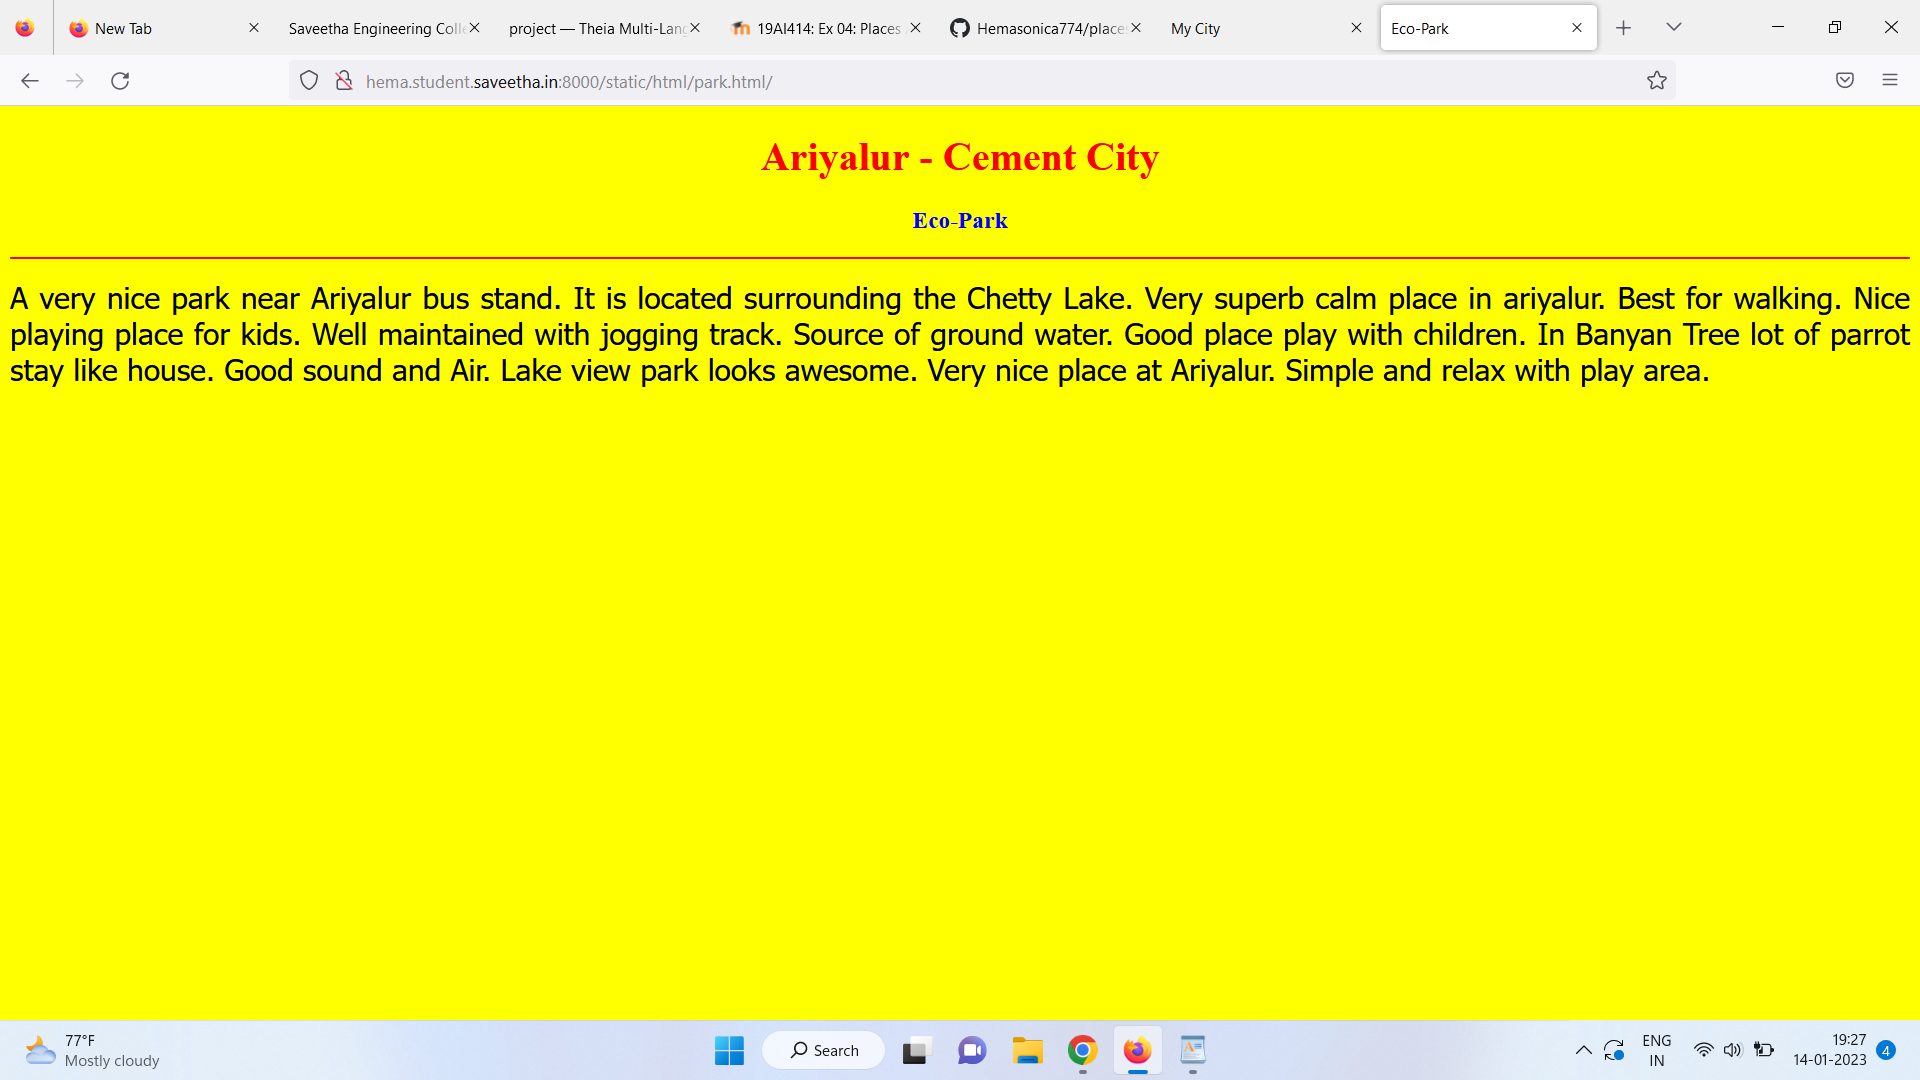 New Tab
Saveetha Engineering Colle
project — Theia Multi-Lang
19AI414: Ex 04: Places
Hemasonica774/places
My City
Eco-Park
hema.student.saveetha.in:8000/static/html/park.html/
Ariyalur - Cement City
Eco-Park
A very nice park near Ariyalur bus stand. It is located surrounding the Chetty Lake. Very superb calm place in ariyalur. Best for walking. Nice
playing place for kids. Well maintained with jogging track. Source of ground water. Good place play with children. In Banyan Tree lot of parrot
stay like house. Good sound and Air. Lake view park looks awesome. Very nice place at Ariyalur. Simple and relax with play area.
77°F
Mostly cloudy
Search
ENG
IN
19:27
14-01-2023
4